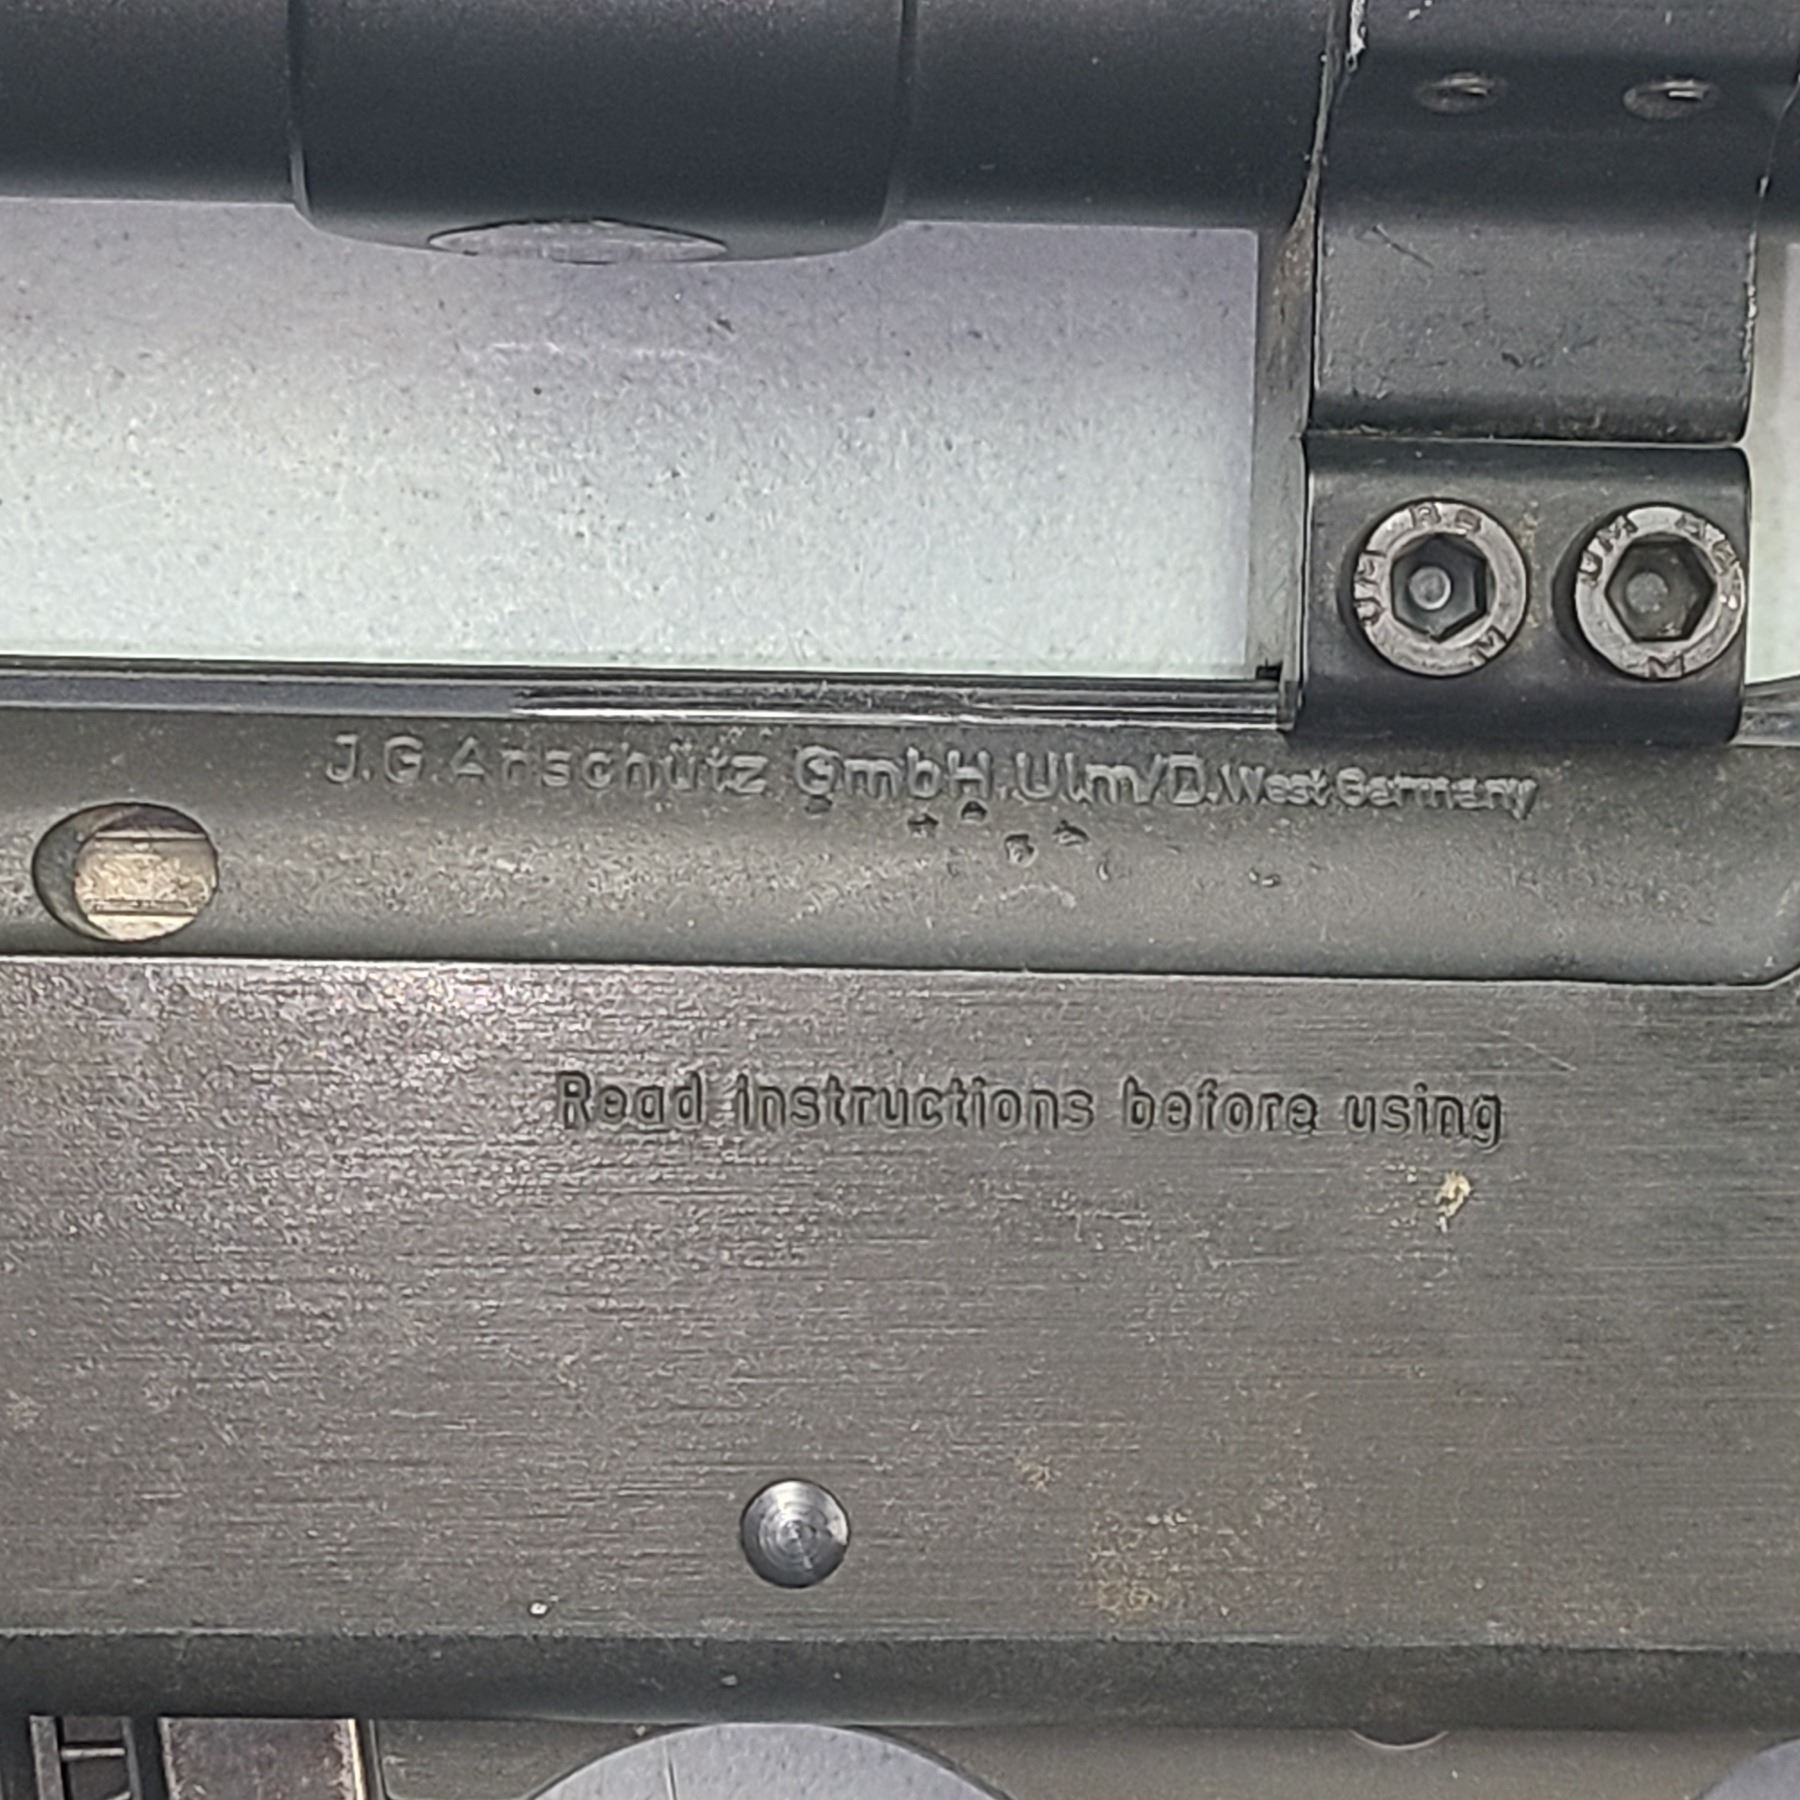 J.G.Anschütz GmbH.Ulm/D.West Germany
Read instructions before using